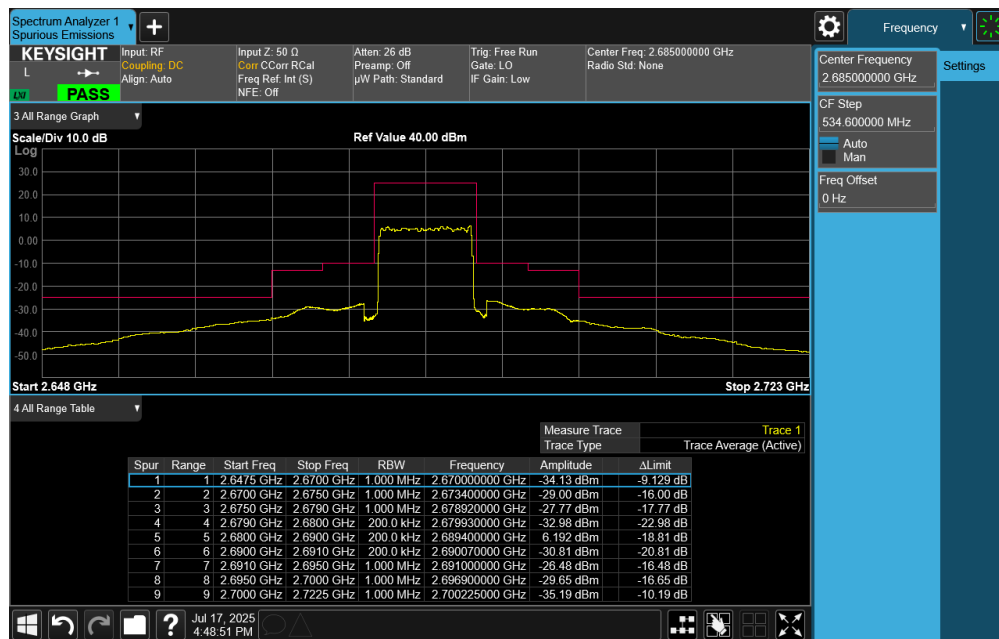 Spectrum Analyzer 1
Spurious Emissions
Frequency
KEYSIGHT
L
LXI
PASS
Input: RF
Coupling: DC
Align: Auto
Input Z: 50 Ω
Corr CCorr RCal
Freq Ref: Int (S)
NFE: Off
Atten: 26 dB
Preamp: Off
µW Path: Standard
Trig: Free Run
Gate: LO
IF Gain: Low
Center Freq: 2.685000000 GHz
Radio Std: None
Center Frequency
2.685000000 GHz
Settings
CF Step
534.600000 MHz
Auto
Man
Freq Offset
0 Hz
3 All Range Graph
Scale/Div 10.0 dB
Ref Value 40.00 dBm
Log
30.0
20.0
10.0
0.00
-10.0
-20.0
-30.0
-40.0
-50.0
Start 2.648 GHz
Stop 2.723 GHz
4 All Range Table
Measure Trace Trace 1
Trace Type Trace Average (Active)
Spur Range Start Freq Stop Freq RBW Frequency Amplitude ΔLimit
1 1 2.6475 GHz 2.6700 GHz 1.000 MHz 2.670000000 GHz -34.13 dBm -9.129 dB
2 2 2.6700 GHz 2.6750 GHz 1.000 MHz 2.673400000 GHz -29.00 dBm -16.00 dB
3 3 2.6750 GHz 2.6790 GHz 1.000 MHz 2.678920000 GHz -27.77 dBm -17.77 dB
4 4 2.6790 GHz 2.6800 GHz 200.0 kHz 2.679930000 GHz -32.98 dBm -22.98 dB
5 5 2.6800 GHz 2.6900 GHz 200.0 kHz 2.689400000 GHz 6.192 dBm -18.81 dB
6 6 2.6900 GHz 2.6910 GHz 200.0 kHz 2.690070000 GHz -30.81 dBm -20.81 dB
7 7 2.6910 GHz 2.6950 GHz 1.000 MHz 2.691000000 GHz -26.48 dBm -16.48 dB
8 8 2.6950 GHz 2.7000 GHz 1.000 MHz 2.696900000 GHz -29.65 dBm -16.65 dB
9 9 2.7000 GHz 2.7225 GHz 1.000 MHz 2.700225000 GHz -35.19 dBm -10.19 dB
Jul 17, 2025
4:48:51 PM